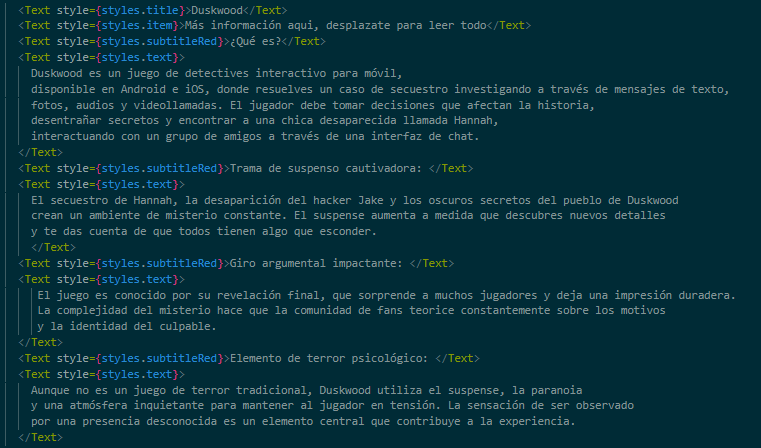 <Text style={styles.title}>Duskwood</Text>
<Text style={styles.item}>Más información aqui, desplazate para leer todo</Text>
<Text style={styles.subtitleRed}>¿Qué es?</Text>
<Text style={styles.text}>
Duskwood es un juego de detectives interactivo para móvil,
disponible en Android e iOS, donde resuelves un caso de secuestro investigando a través de mensajes de texto,
fotos, audios y videollamadas. El jugador debe tomar decisiones que afectan la historia,
desentrañar secretos y encontrar a una chica desaparecida llamada Hannah,
interactuando con un grupo de amigos a través de una interfaz de chat.
</Text>
<Text style={styles.subtitleRed}>Trama de suspenso cautivadora: </Text>
<Text style={styles.text}>
El secuestro de Hannah, la desaparición del hacker Jake y los oscuros secretos del pueblo de Duskwood
crean un ambiente de misterio constante. El suspense aumenta a medida que descubres nuevos detalles
y te das cuenta de que todos tienen algo que esconder.
</Text>
<Text style={styles.subtitleRed}>Giro argumental impactante: </Text>
<Text style={styles.text}>
El juego es conocido por su revelación final, que sorprende a muchos jugadores y deja una impresión duradera.
La complejidad del misterio hace que la comunidad de fans teorice constantemente sobre los motivos
y la identidad del culpable.
</Text>
<Text style={styles.subtitleRed}>Elemento de terror psicológico: </Text>
<Text style={styles.text}>
Aunque no es un juego de terror tradicional, Duskwood utiliza el suspense, la paranoia
y una atmósfera inquietante para mantener al jugador en tensión. La sensación de ser observado
por una presencia desconocida es un elemento central que contribuye a la experiencia.
</Text>